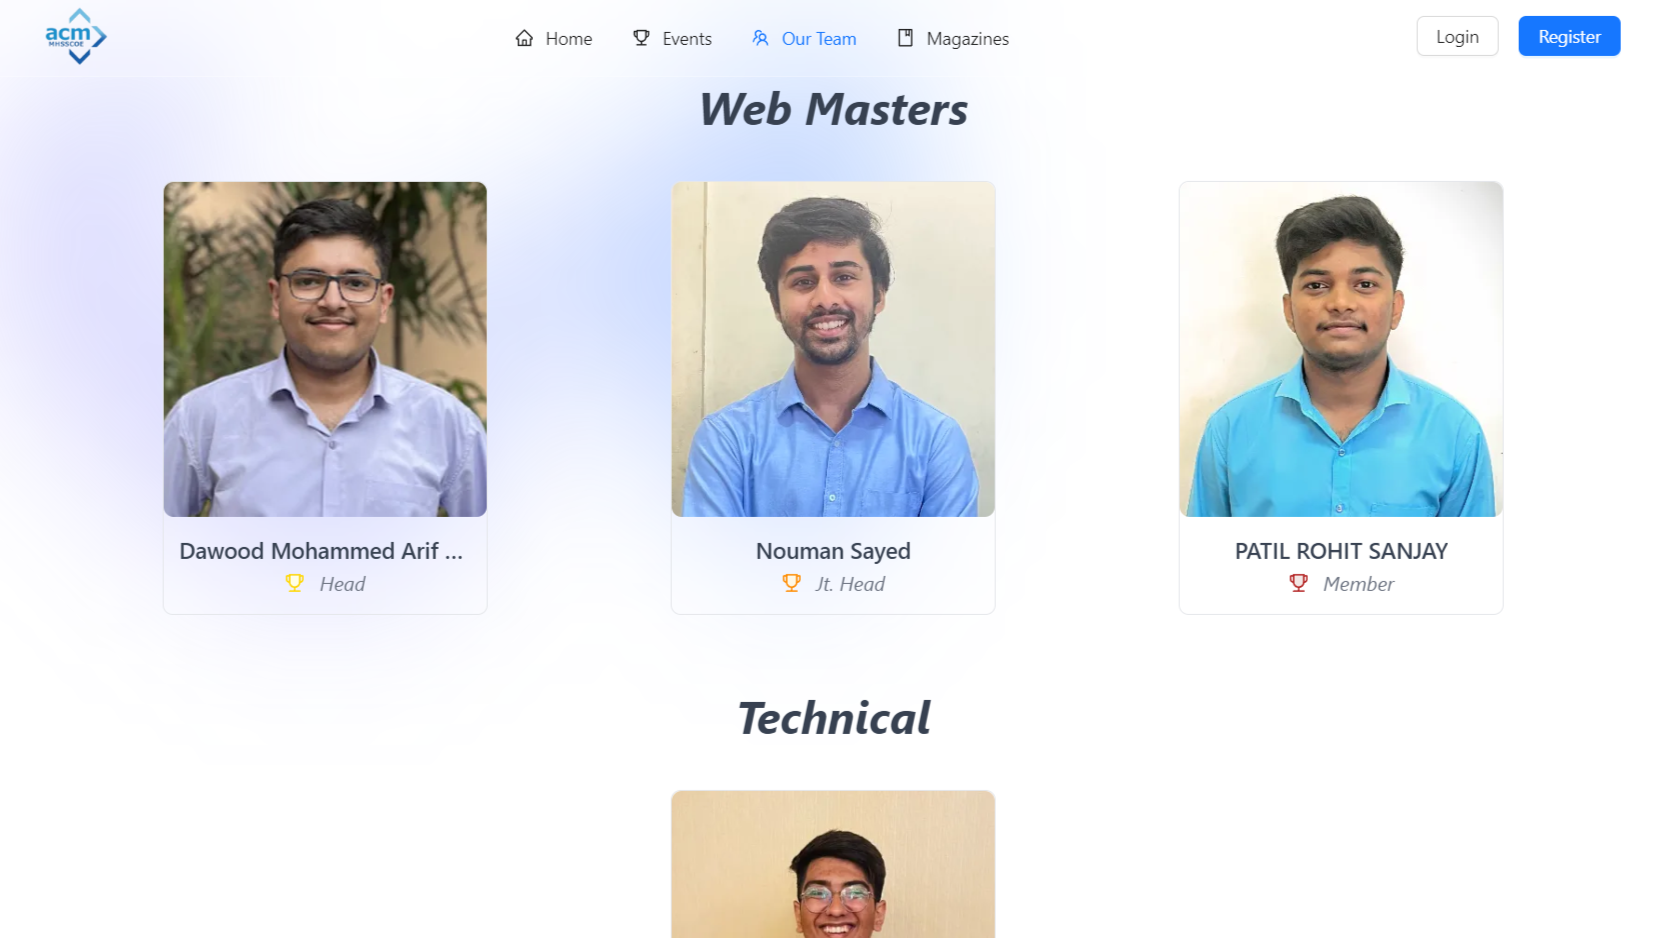 acm
MHSSCOE
Home
Events
Our Team
Magazines
Login
Register
Web Masters
Dawood Mohammed Arif ...
Head
Nouman Sayed
Jt. Head
PATIL ROHIT SANJAY
Member
Technical